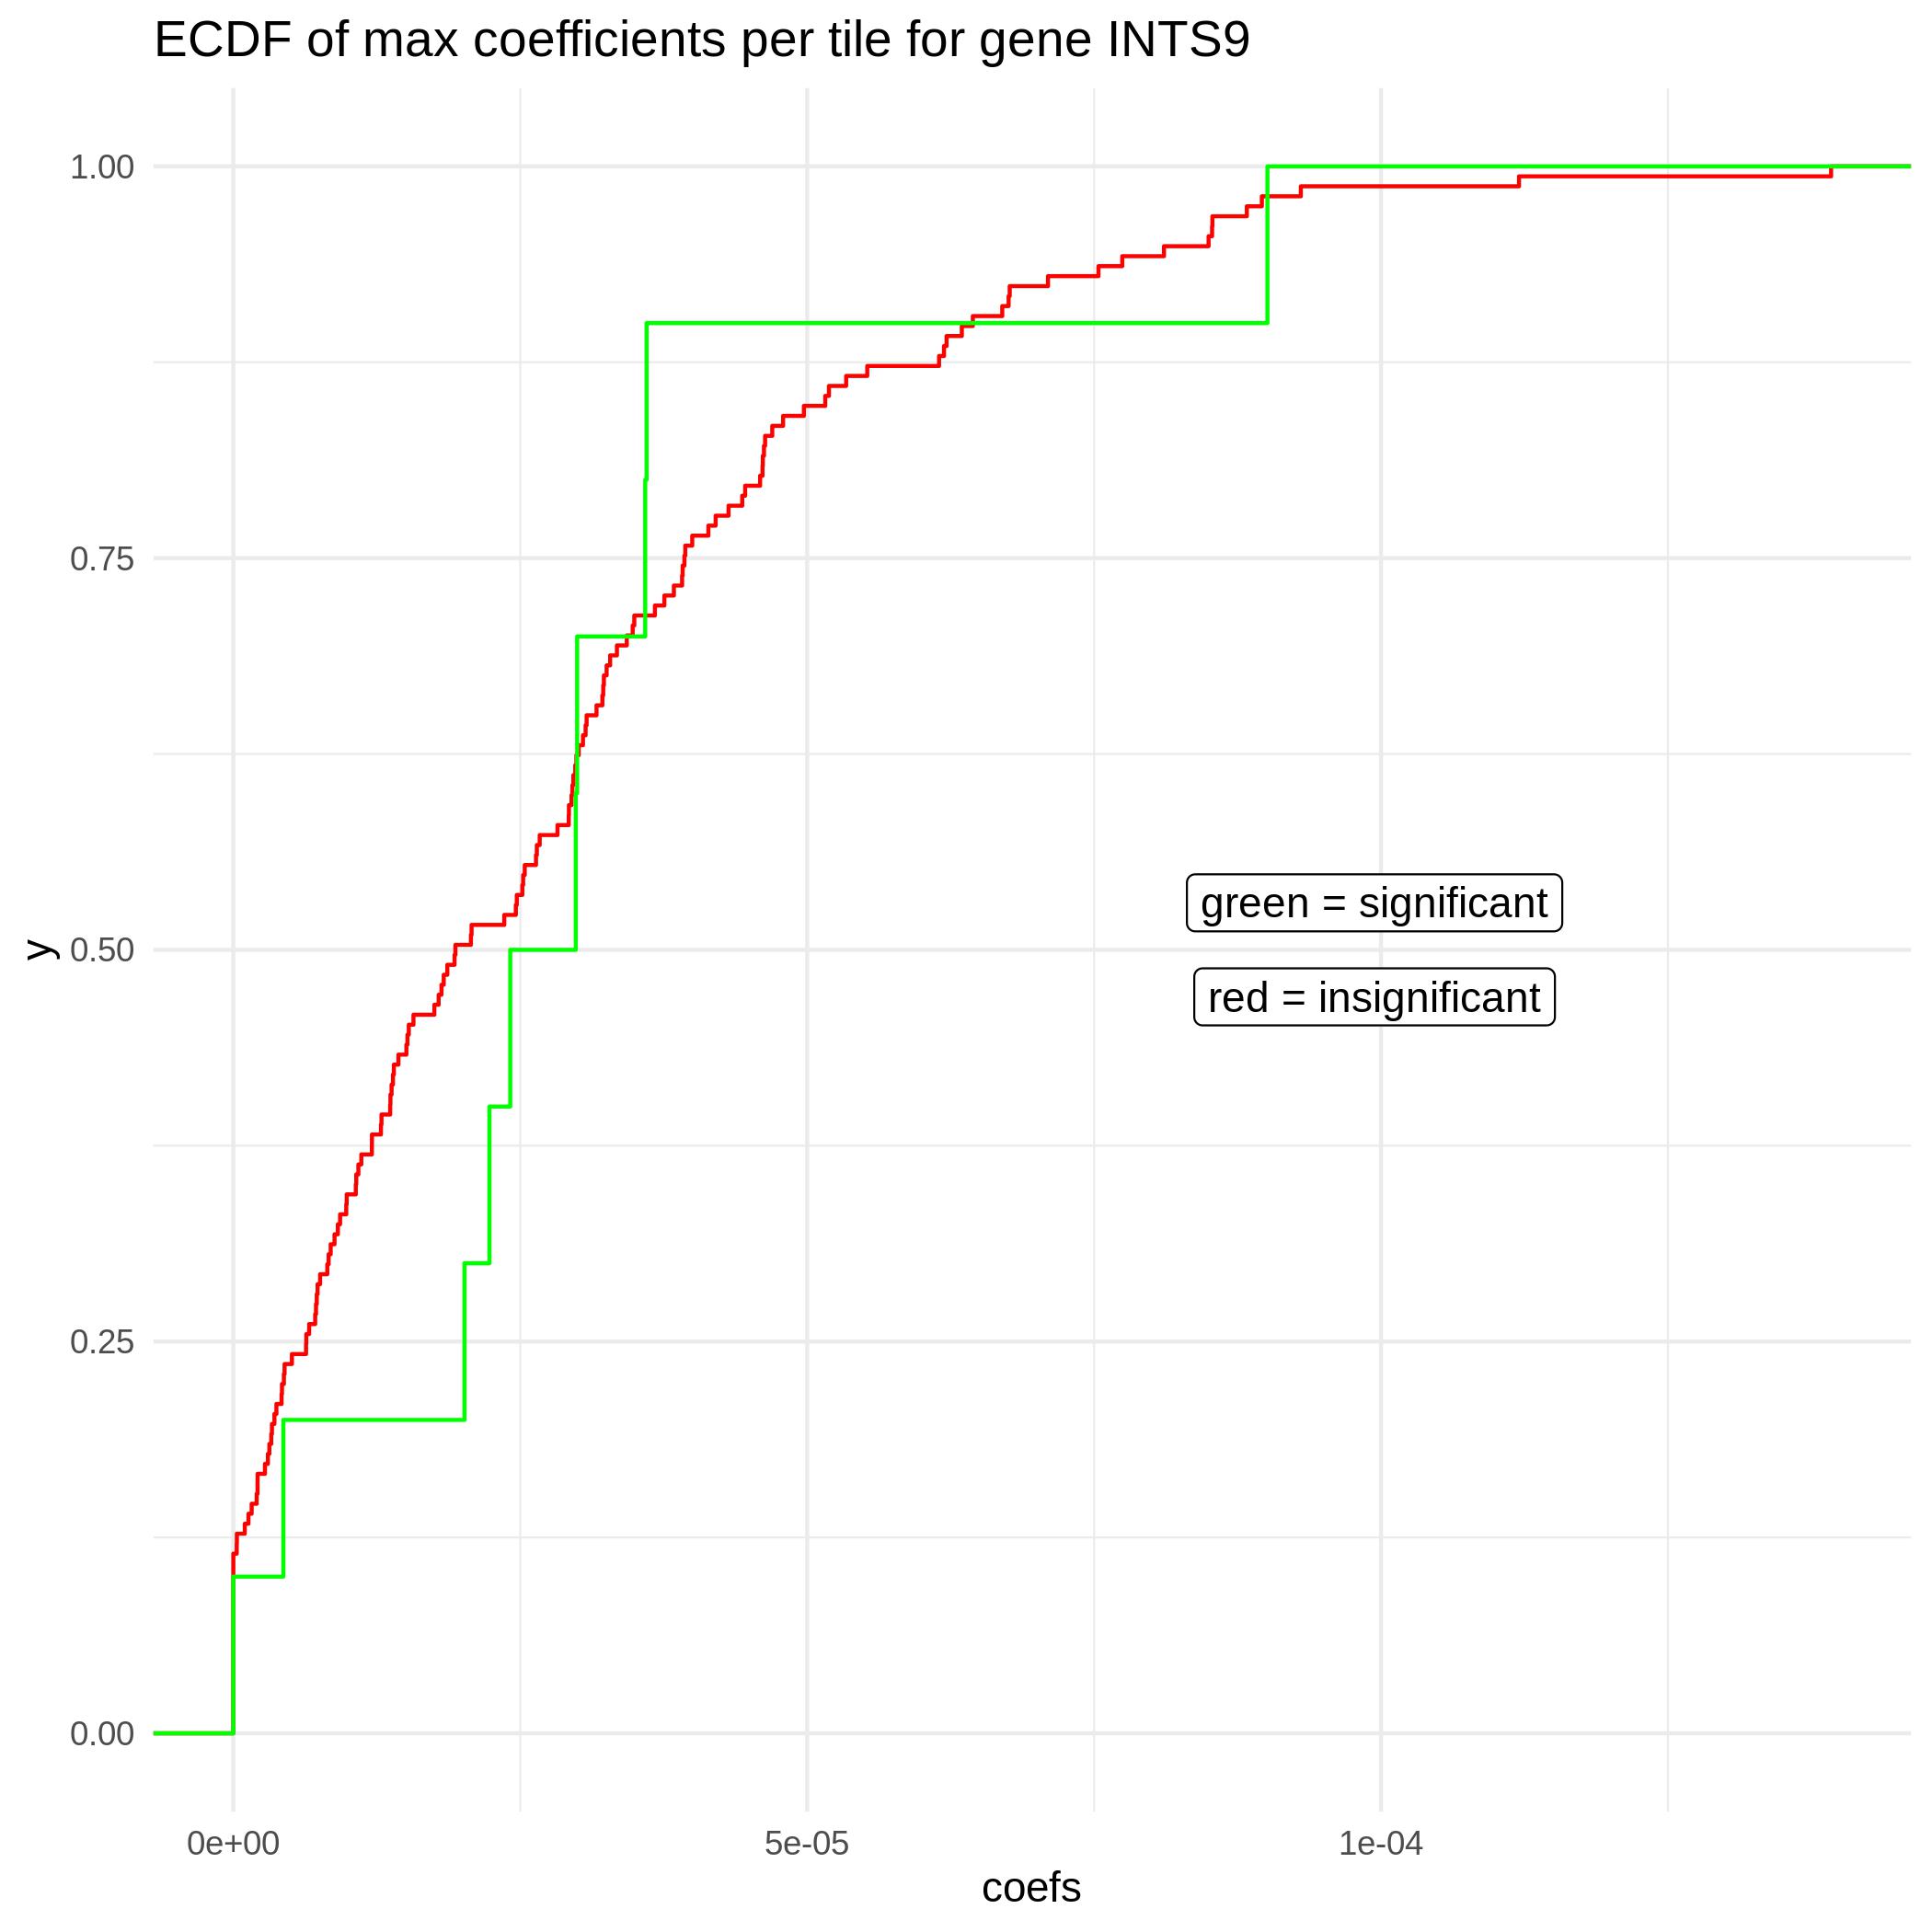 ECDF of max coefficients per tile for gene INTS9
1.00
0.75
0.50
0.25
0.00
y
green = significant
red = insignificant
0e+00
5e-05
1e-04
coefs